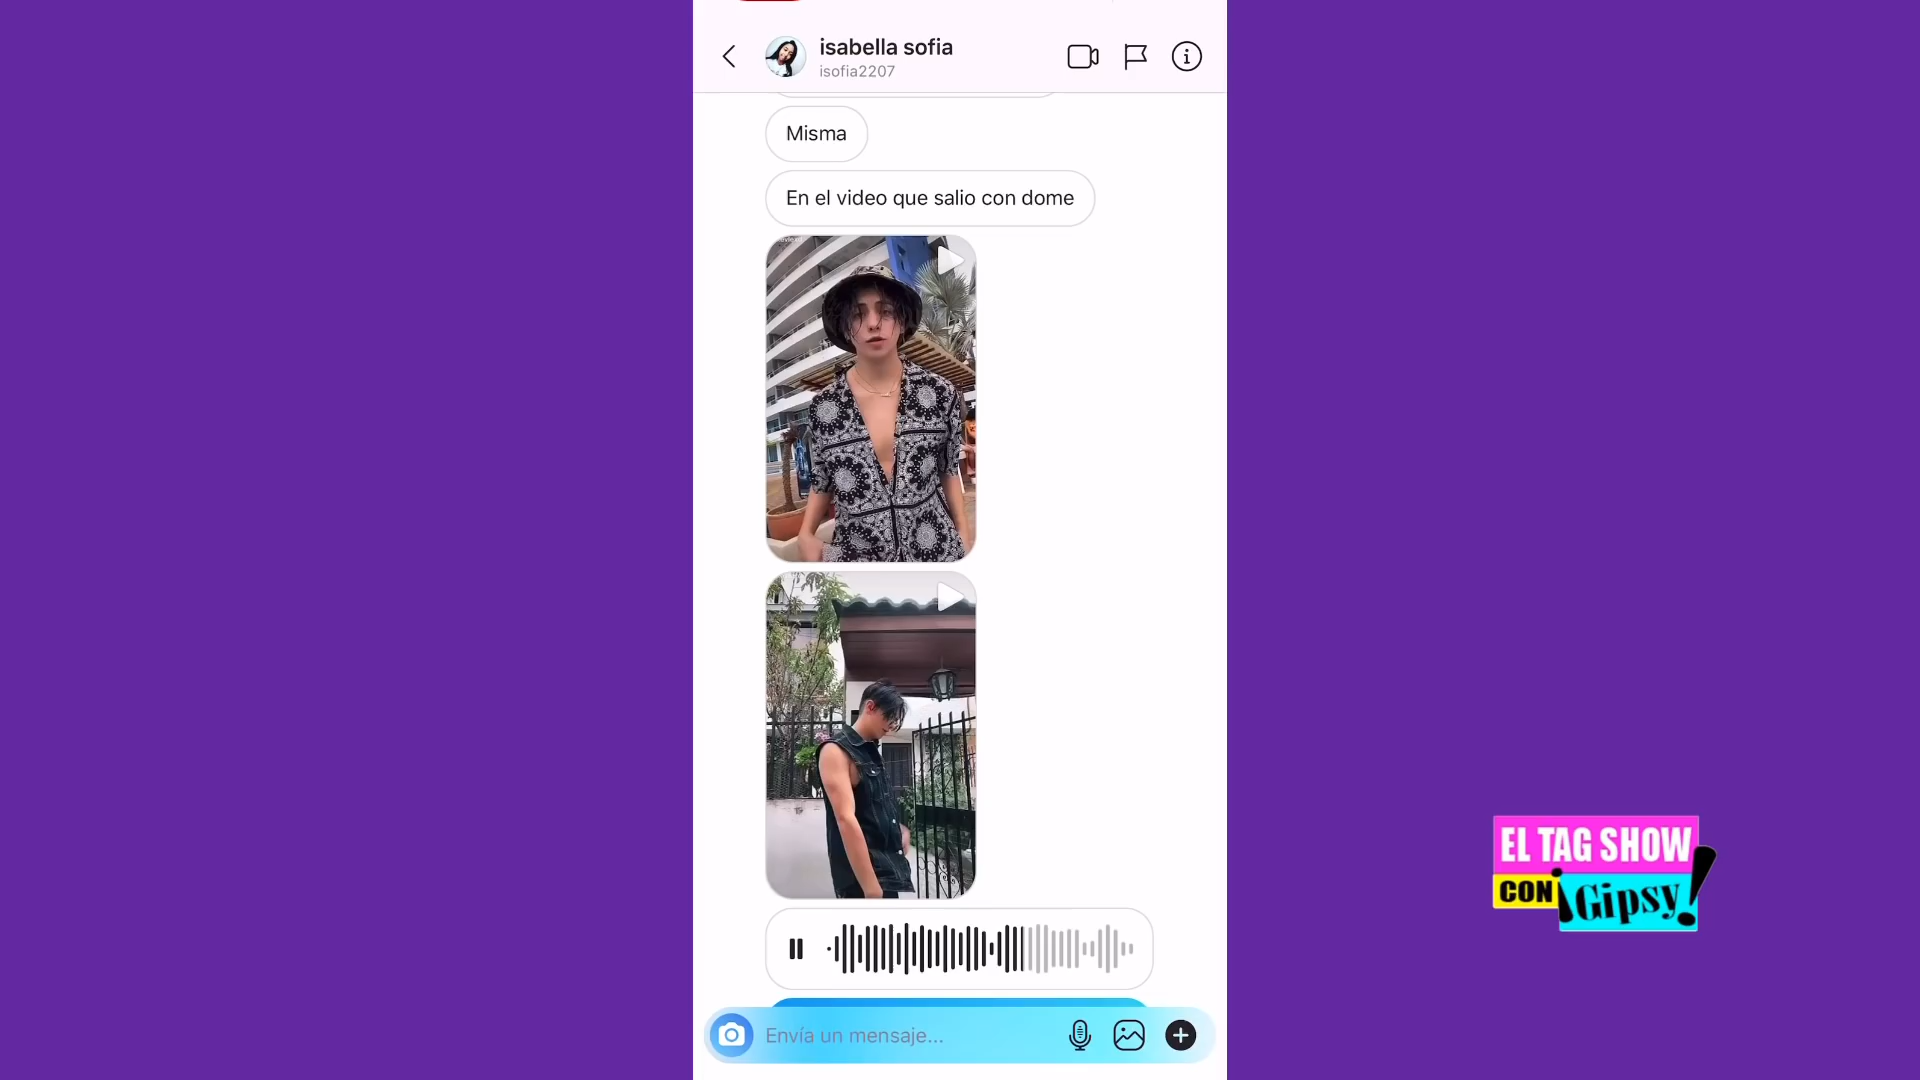 isabella sofia
isofia2207
Misma
En el video que salio con dome
Envía un mensaje...
EL TAG SHOW
CON
¡Gipsy!